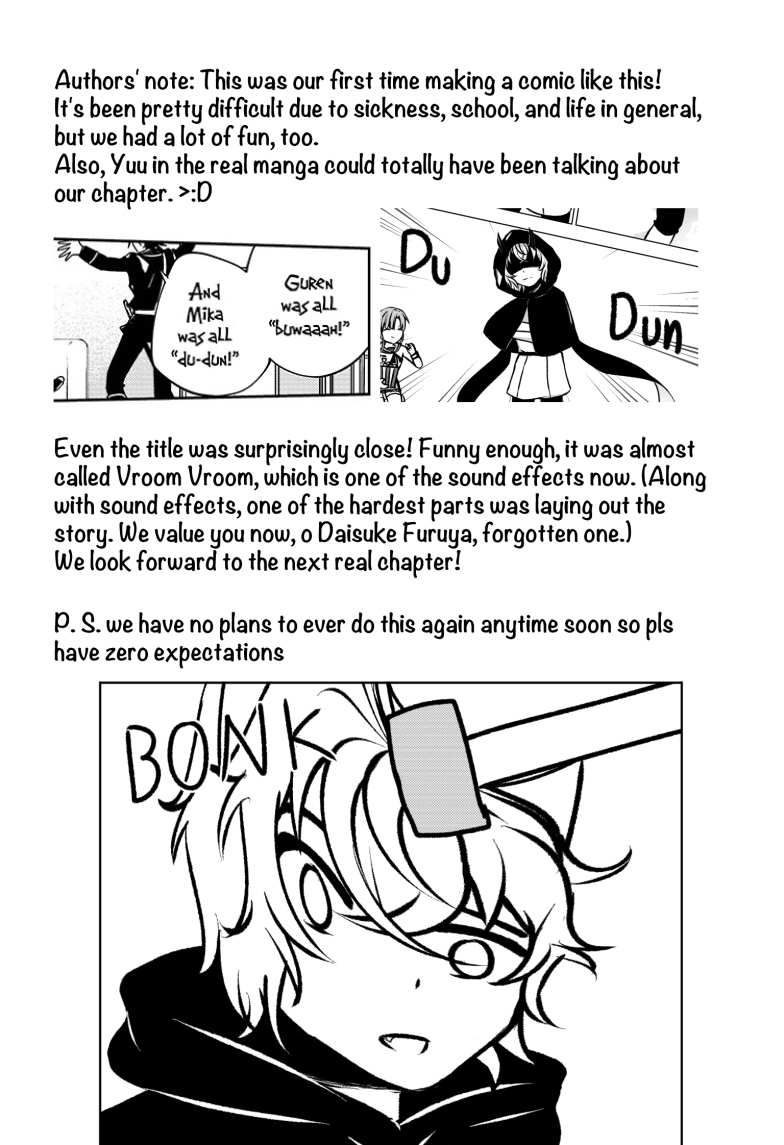 Authors' note: This was our first time making a comic like this!
It's been pretty difficult due to sickness, school, and life in general,
but we had a lot of fun, too.
Also, Yuu in the real manga could totally have been talking about
our chapter. >:D
Guren
was all
"buwaaah!"
And
Mika
was all
"du-dun!"
Du
Dun
Even the title was surprisingly close! Funny enough, it was almost
called Vroom Vroom, which is one of the sound effects now. (Along
with sound effects, one of the hardest parts was laying out the
story. We value you now, o Daisuke Furuya, forgotten one.)
We look forward to the next real chapter!
P. S. we have no plans to ever do this again anytime soon so pls
have zero expectations
BONK